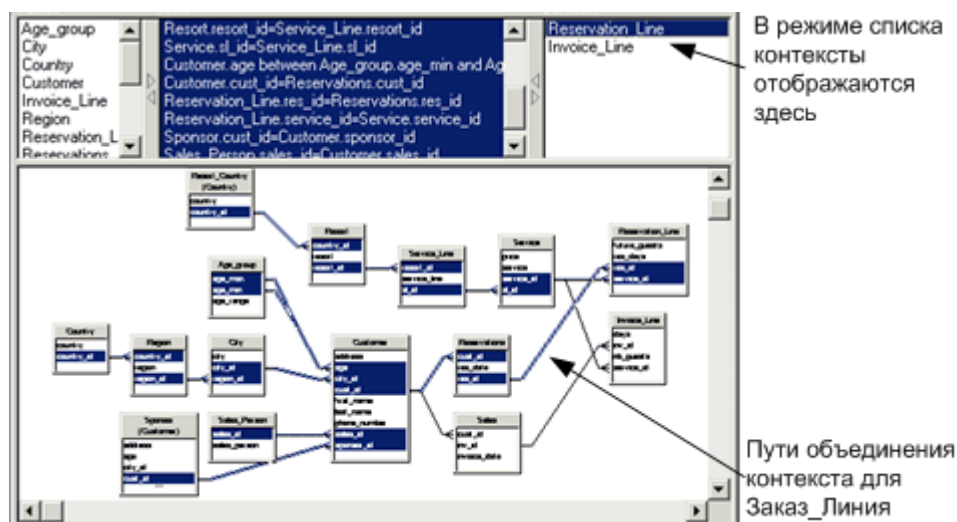 Age_group
City
Country
Customer
Invoice_Line
Region
Reservation_L
Reservations
Resort.resort_id=Service_Line.resort_id
Service.sl_id=Service_Line.sl_id
Customer.age between Age_group.age_min and Ag
Customer.cust_id=Reservations.cust_id
Reservation_Line.res_id=Reservations.res_id
Reservation_Line.service_id=Service.service_id
Sponsor.cust_id=Customer.sponsor_id
Sales_Person.sales_id=Customer.sales_id
Reservation_Line
Invoice_Line
В режиме списка
контексты
отображаются
здесь
Resort_Country
(Country)
country
country_id
Resort
country_id
resort
resort_id
Service_Line
resort_id
service_line
sl_id
Service
price
service
service_id
sl_id
Reservation_Line
future_guests
res_days
res_id
service_id
Age_group
age_min
age_range
Invoice_Line
days
inv_id
nb_guests
service_id
Country
country
country_id
Region
country_id
region
region_id
City
city
city_id
region_id
Customer
address
age
city_id
cust_id
first_name
last_name
phone_number
sales_id
sponsor_id
Reservations
cust_id
res_date
res_id
Sponsor
(Customer)
address
age
city_id
cust_id
Sales_Person
sales_id
sales_person
Sales
cust_id
inv_id
invoice_date
Пути объединения
контекста для
Заказ_Линия